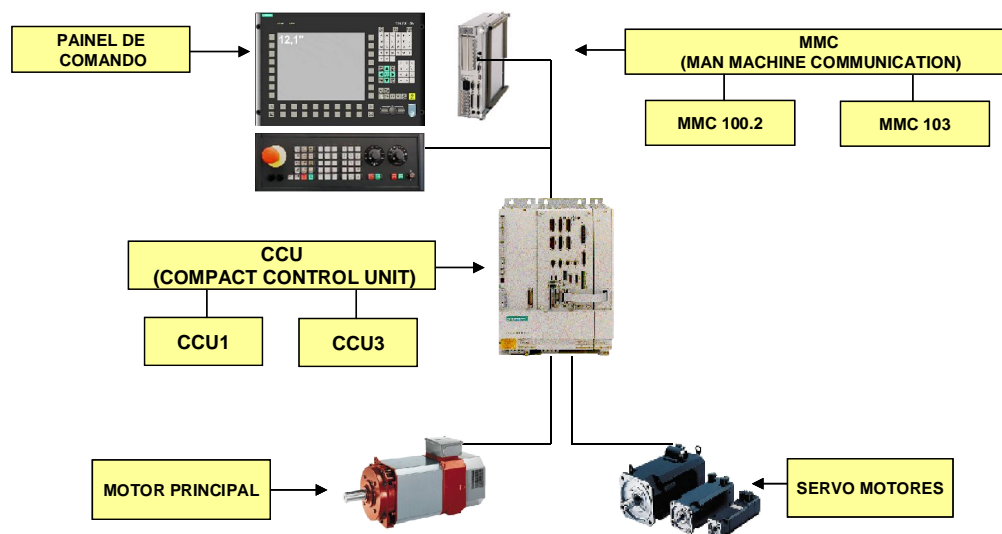 PAINEL DE
COMANDO
SIEMENS
12,1"
MMC
(MAN MACHINE COMMUNICATION)
MMC 100.2
MMC 103
CCU
(COMPACT CONTROL UNIT)
CCU1
CCU3
MOTOR PRINCIPAL
SERVO MOTORES